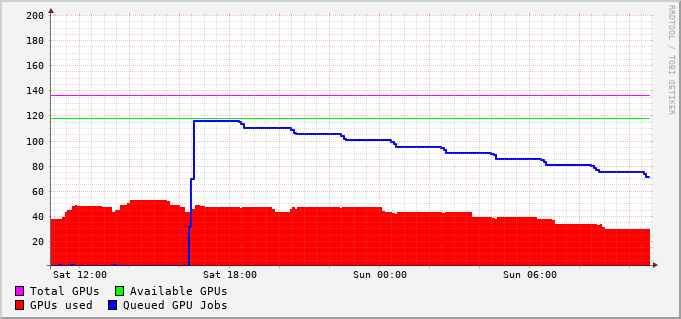 200
180
160
140
120
100
80
60
40
20
Sat 12:00 Sat 18:00 Sun 00:00 Sun 06:00
Total GPUs Available GPUs
GPUs used Queued GPU Jobs
RRDTOOL / TOBI OETIKER